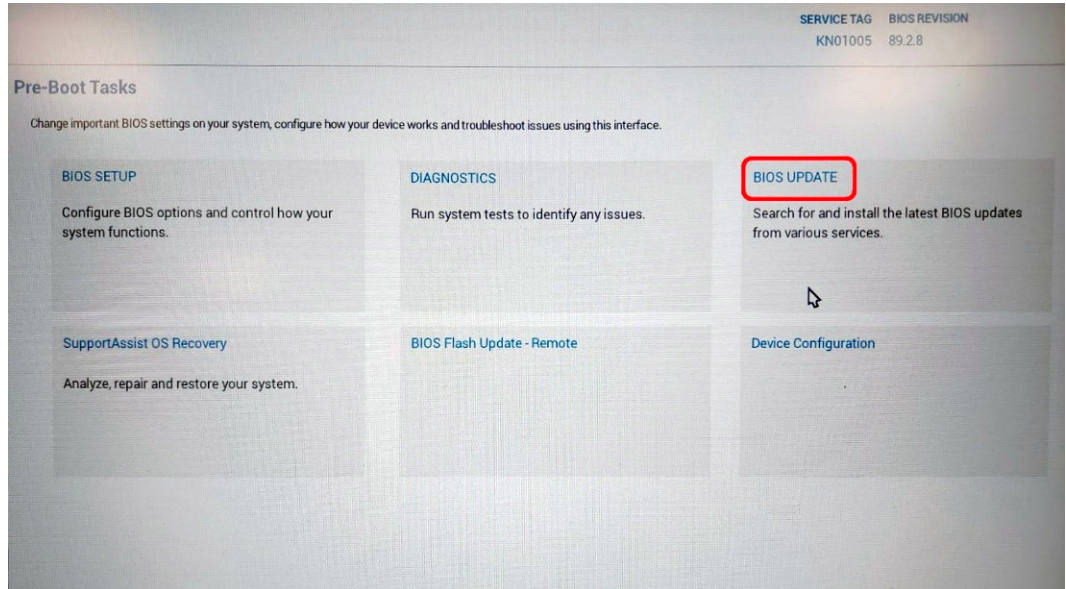 SERVICE TAG BIOS REVISION
KN01005 89.2.8
Pre-Boot Tasks
Change important BIOS settings on your system, configure how your device works and troubleshoot issues using this interface.
BIOS SETUP
Configure BIOS options and control how your
system functions.
DIAGNOSTICS
Run system tests to identify any issues.
BIOS UPDATE
Search for and install the latest BIOS updates
from various services.
SupportAssist OS Recovery
Analyze, repair and restore your system.
BIOS Flash Update - Remote
Device Configuration